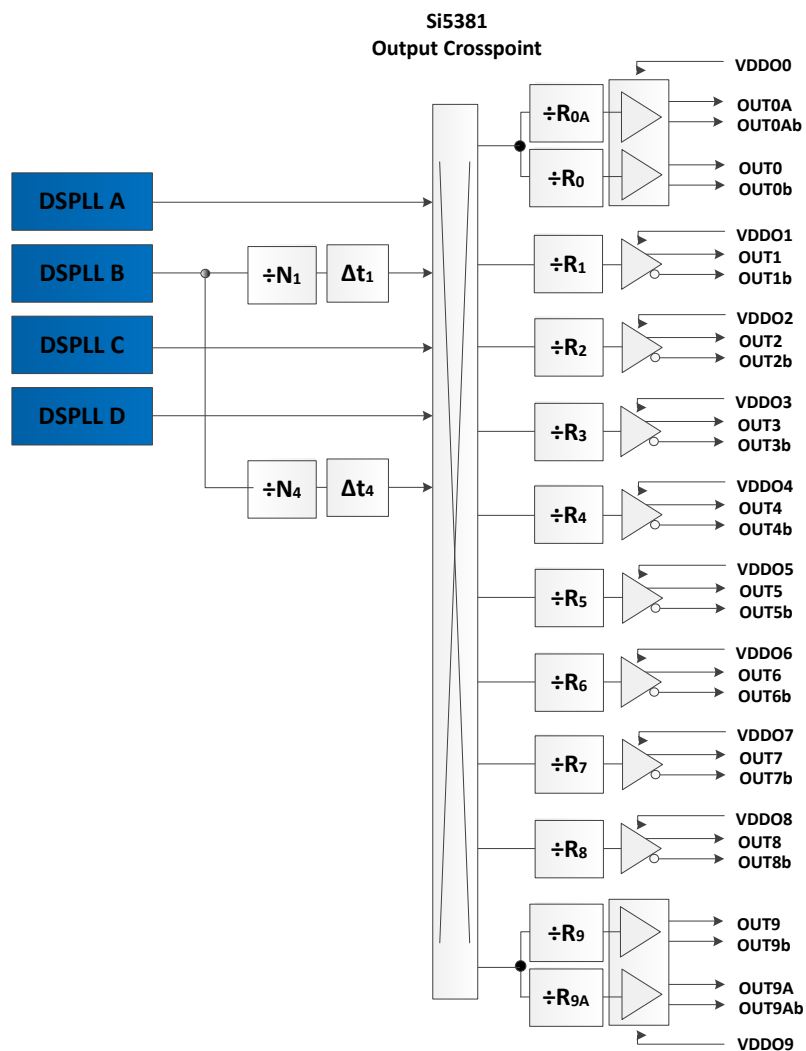 Si5381
Output Crosspoint
DSPLL A
DSPLL B
DSPLL C
DSPLL D
÷N1
Δt1
÷N4
Δt4
÷R0A
÷R0
÷R1
÷R2
÷R3
÷R4
÷R5
÷R6
÷R7
÷R8
÷R9
÷R9A
VDDO0
OUT0A
OUT0Ab
OUT0
OUT0b
VDDO1
OUT1
OUT1b
VDDO2
OUT2
OUT2b
VDDO3
OUT3
OUT3b
VDDO4
OUT4
OUT4b
VDDO5
OUT5
OUT5b
VDDO6
OUT6
OUT6b
VDDO7
OUT7
OUT7b
VDDO8
OUT8
OUT8b
OUT9
OUT9b
OUT9A
OUT9Ab
VDDO9